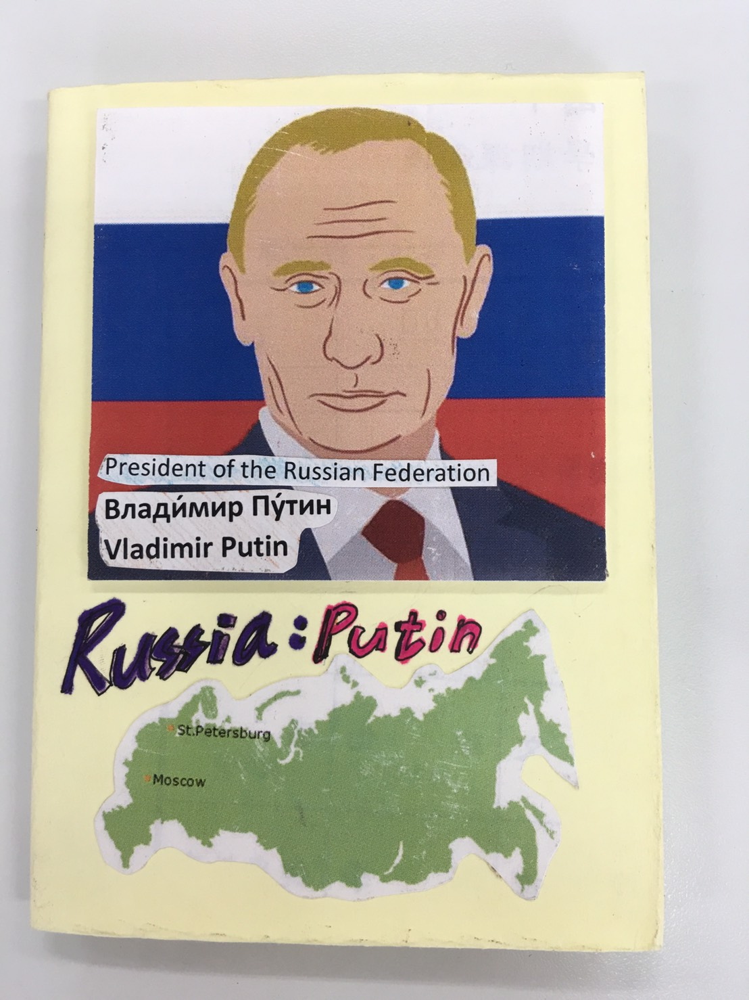 President of the Russian Federation
Влади́мир Пу́тин
Vladimir Putin
Russia:Putin
St.Petersburg
Moscow